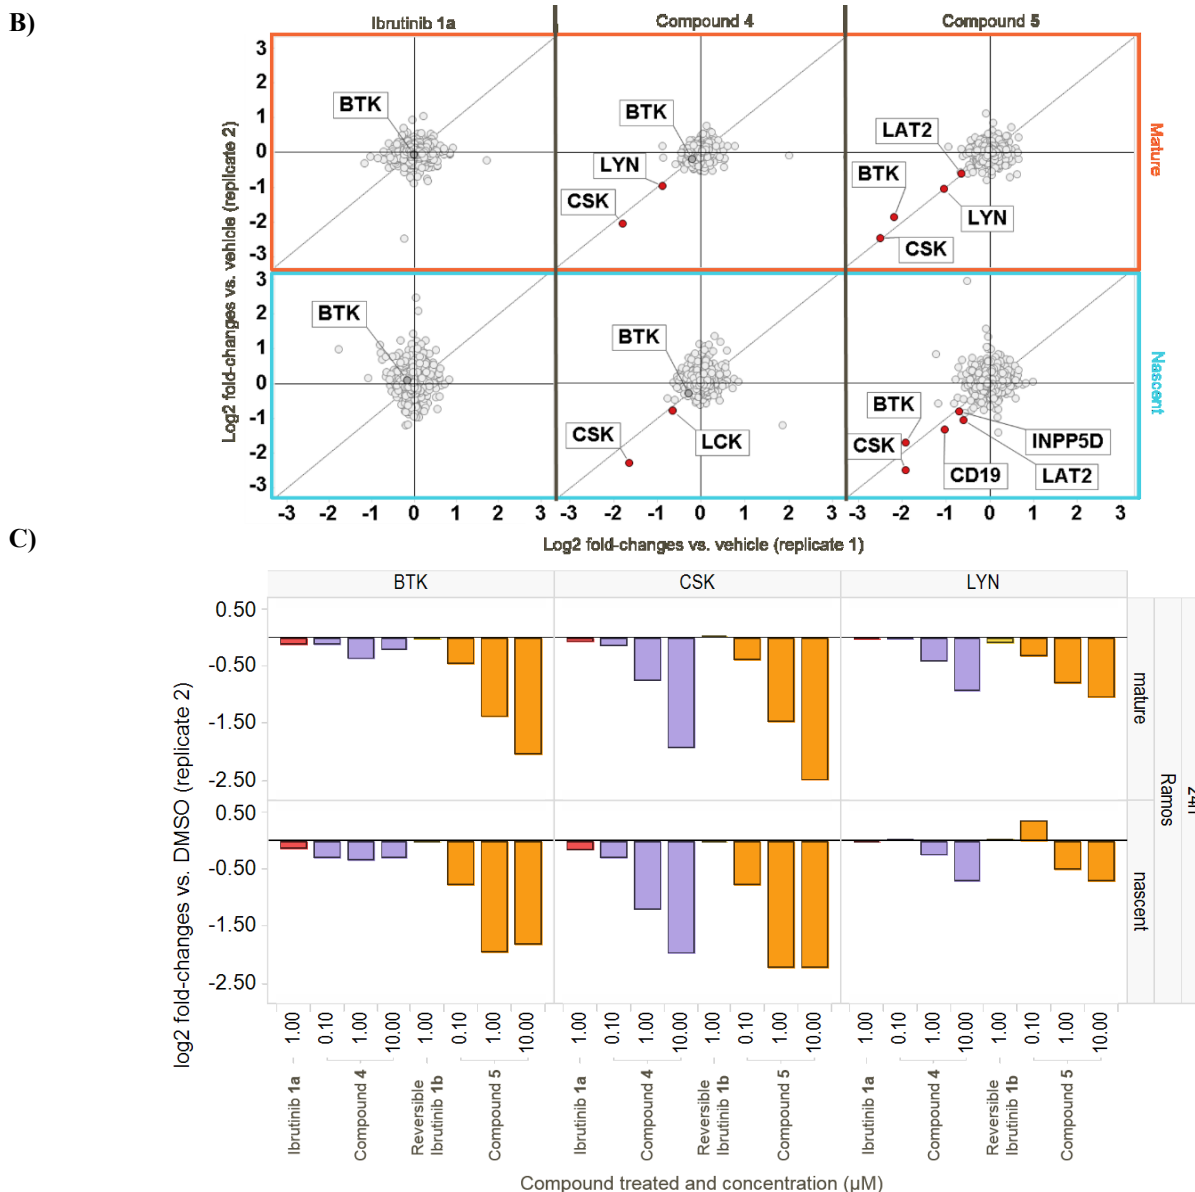 B)
Ibrutinib 1a
Compound 4
Compound 5
Log2 fold-changes vs. vehicle (replicate 2)
3
2
1
0
-1
-2
-3
BTK
BTK
LYN
CSK
LAT2
BTK
LYN
CSK
Mature
3
2
1
0
-1
-2
-3
BTK
BTK
CSK
LCK
BTK
CSK
CD19
INPP5D
LAT2
Nascent
-3 -2 -1 0 1 2 3 -3 -2 -1 0 1 2 3 -3 -2 -1 0 1 2 3
Log2 fold-changes vs. vehicle (replicate 1)
C)
BTK CSK LYN
log2 fold-changes vs. DMSO (replicate 2)
0.50
-0.50
-1.50
-2.50
mature
0.50
-0.50
-1.50
-2.50
nascent
Ramos
24h
1.00 0.10 1.00 10.00 1.00 0.10 1.00 10.00 1.00 0.10 1.00 10.00 1.00 0.10 1.00 10.00 1.00 0.10 1.00 10.00 1.00 0.10 1.00 10.00
Ibrutinib 1a
Compound 4
Reversible
Ibrutinib 1b
Compound 5
Ibrutinib 1a
Compound 4
Reversible
Ibrutinib 1b
Compound 5
Ibrutinib 1a
Compound 4
Reversible
Ibrutinib 1b
Compound 5
Compound treated and concentration (µM)